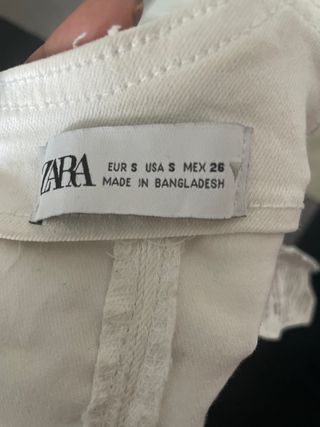 ZARA
EUR S USA S MEX 26
MADE IN BANGLADESH